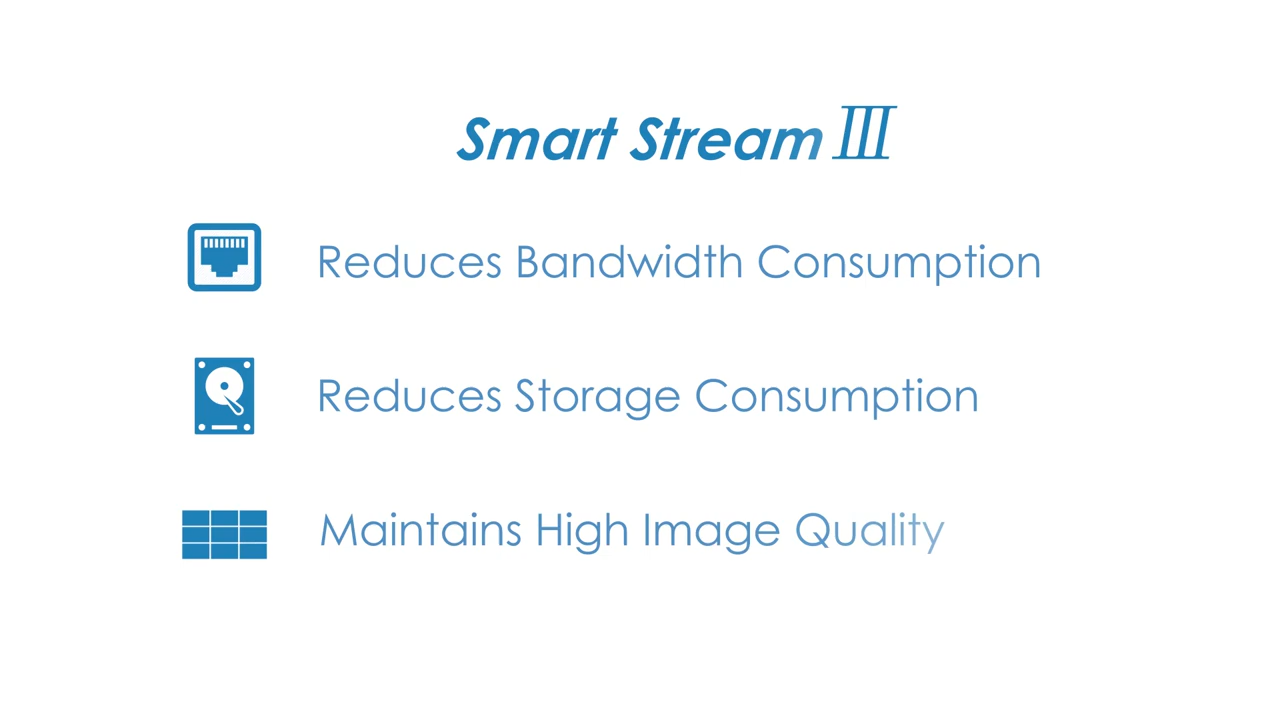 Smart Stream III
Reduces Bandwidth Consumption
Reduces Storage Consumption
Maintains High Image Quality